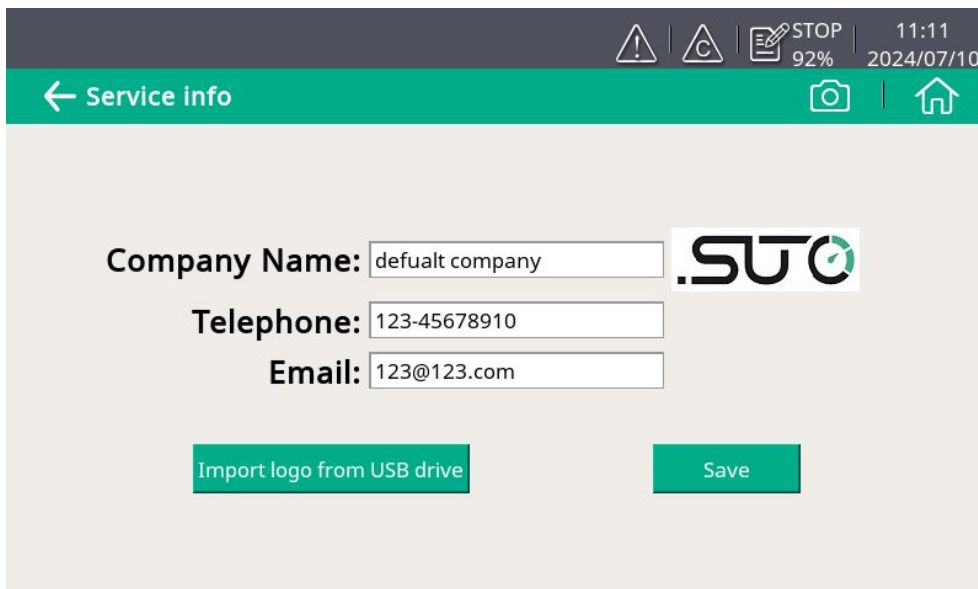 C
STOP
92%
11:11
2024/07/10
Service info
Company Name:
defualt company
.SUTO
Telephone:
123-45678910
Email:
123@123.com
Import logo from USB drive
Save